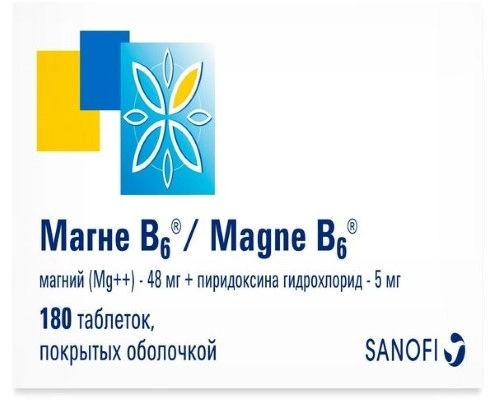 Магне B₆® / Magne B₆®
магний (Mg++) - 48 мг + пиридоксина гидрохлорид - 5 мг
180 таблеток,
покрытых оболочкой
SANOFI